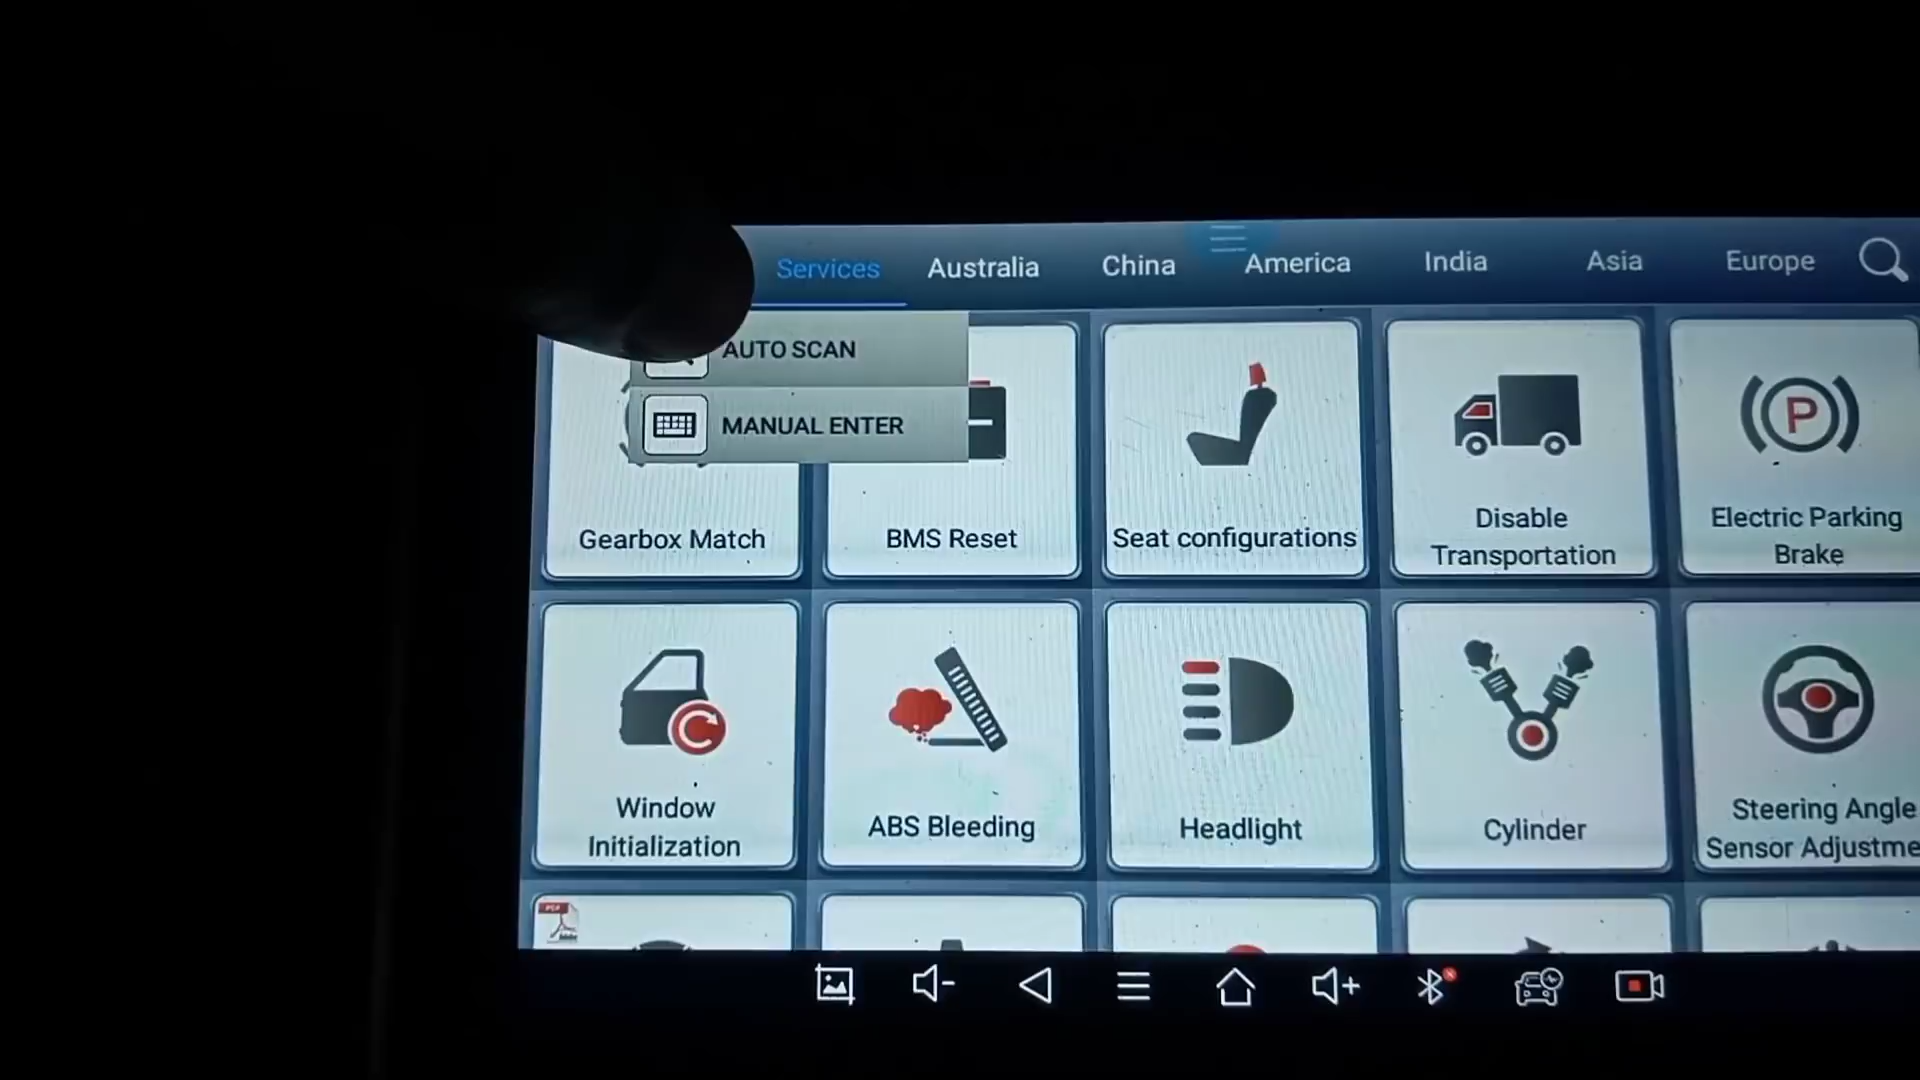 Services Australia China America India Asia Europe
AUTO SCAN
MANUAL ENTER
Gearbox Match
BMS Reset
Seat configurations
Disable
Transportation
Electric Parking
Brake
P
Window
Initialization
ABS Bleeding
Headlight
Cylinder
Steering Angle
Sensor Adjustme
PDF